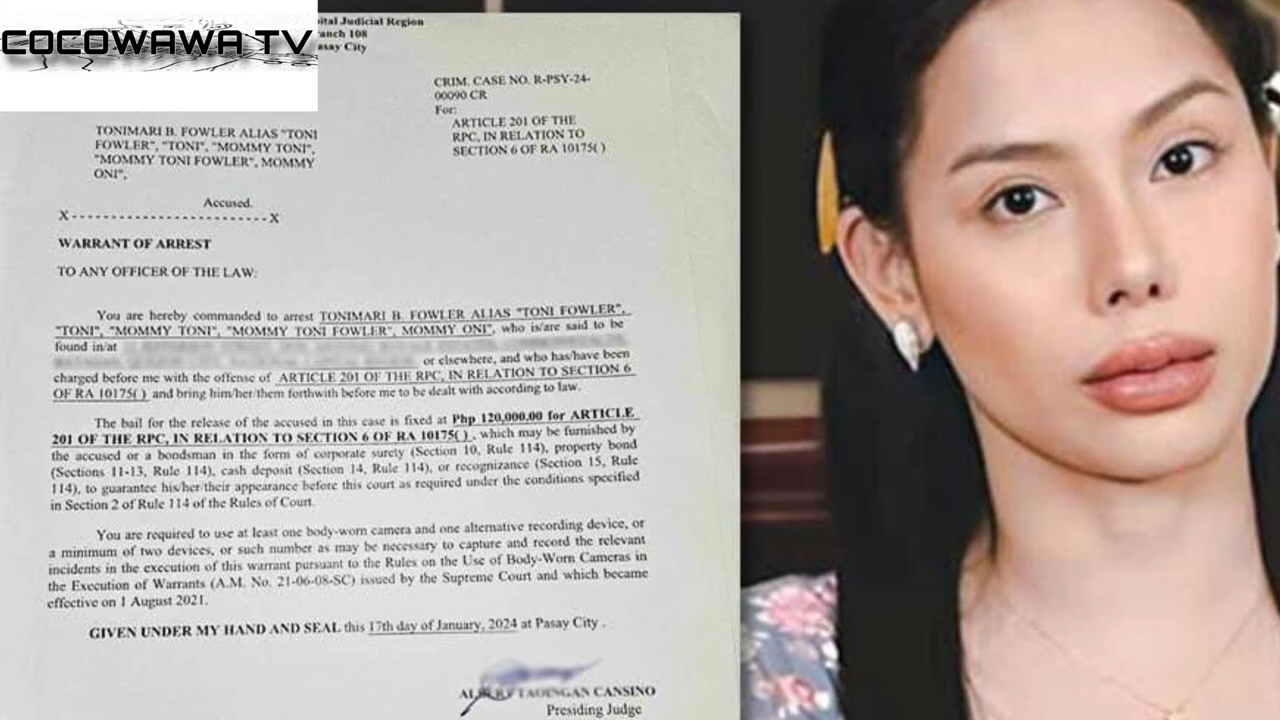 COCOWAWA TV
pital Judicial Region
anch 108
asay City
CRIM. CASE NO. R-PSY-24-
00090 CR
For:
ARTICLE 201 OF THE
RPC, IN RELATION TO
SECTION 6 OF RA 10175( )
TONIMARI B. FOWLER ALIAS "TONI
FOWLER", "TONI", "MOMMY TONI",
"MOMMY TONI FOWLER", MOMMY
ONI",
Accused.
X-------------------------X
WARRANT OF ARREST
TO ANY OFFICER OF THE LAW:
You are hereby commanded to arrest TONIMARI B. FOWLER ALIAS "TONI FOWLER",
"TONI", "MOMMY TONI", "MOMMY TONI FOWLER", MOMMY ONI", who is/are said to be
found in/at
or elsewhere, and who has/have been
charged before me with the offense of ARTICLE 201 OF THE RPC, IN RELATION TO SECTION 6
OF RA 10175( ) and bring him/her/them forthwith before me to be dealt with according to law.
The bail for the release of the accused in this case is fixed at Php 120,000.00 for ARTICLE
201 OF THE RPC, IN RELATION TO SECTION 6 OF RA 10175( ), which may be furnished by
the accused or a bondsman in the form of corporate surety (Section 10, Rule 114), property bond
(Sections 11-13, Rule 114), cash deposit (Section 14, Rule 114), or recognizance (Section 15, Rule
114), to guarantee his/her/their appearance before this court as required under the conditions specified
in Section 2 of Rule 114 of the Rules of Court.
You are required to use at least one body-worn camera and one alternative recording device, or
a minimum of two devices, or such number as may be necessary to capture and record the relevant
incidents in the execution of this warrant pursuant to the Rules on the Use of Body-Worn Cameras in
the Execution of Warrants (A.M. No. 21-06-08-SC) issued by the Supreme Court and which became
effective on 1 August 2021.
GIVEN UNDER MY HAND AND SEAL this 17th day of January, 2024 at Pasay City .
CANSINO
Presiding Judge